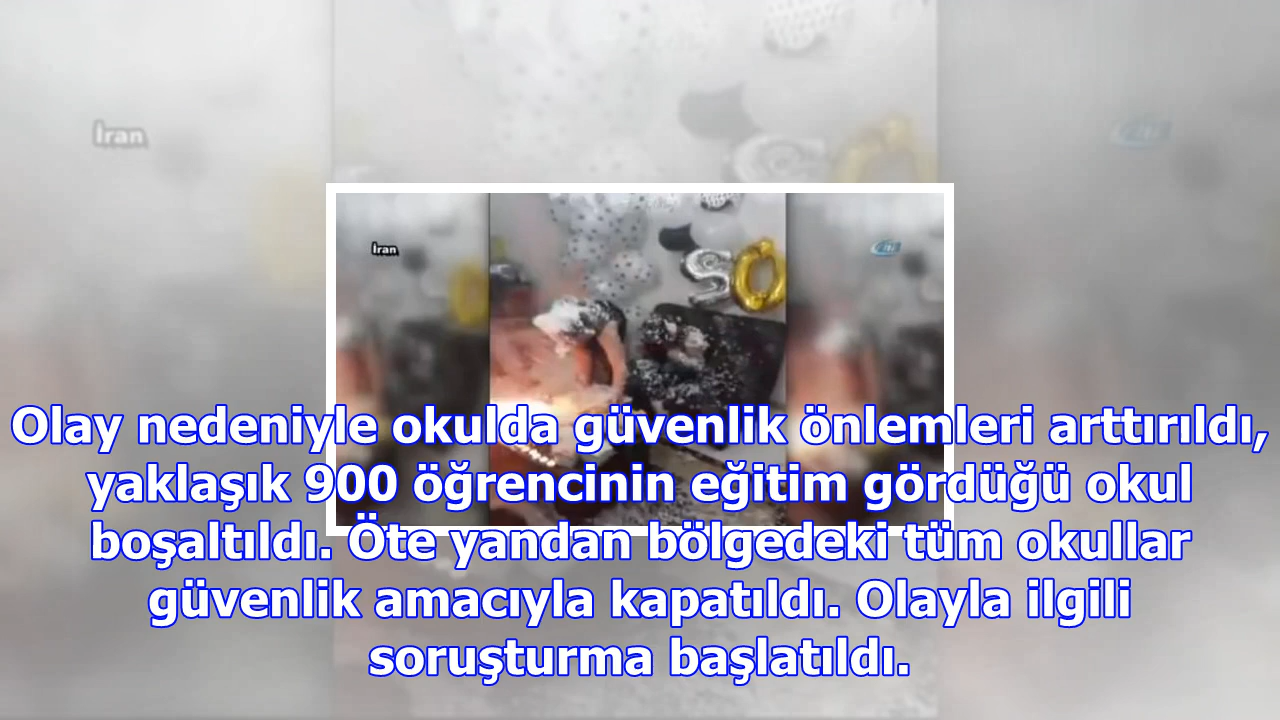 İran
İran
Olay nedeniyle okulda güvenlik önlemleri arttırıldı,
yaklaşık 900 öğrencinin eğitim gördüğü okul
boşaltıldı. Öte yandan bölgedeki tüm okullar
güvenlik amacıyla kapatıldı. Olayla ilgili
soruşturma başlatıldı.